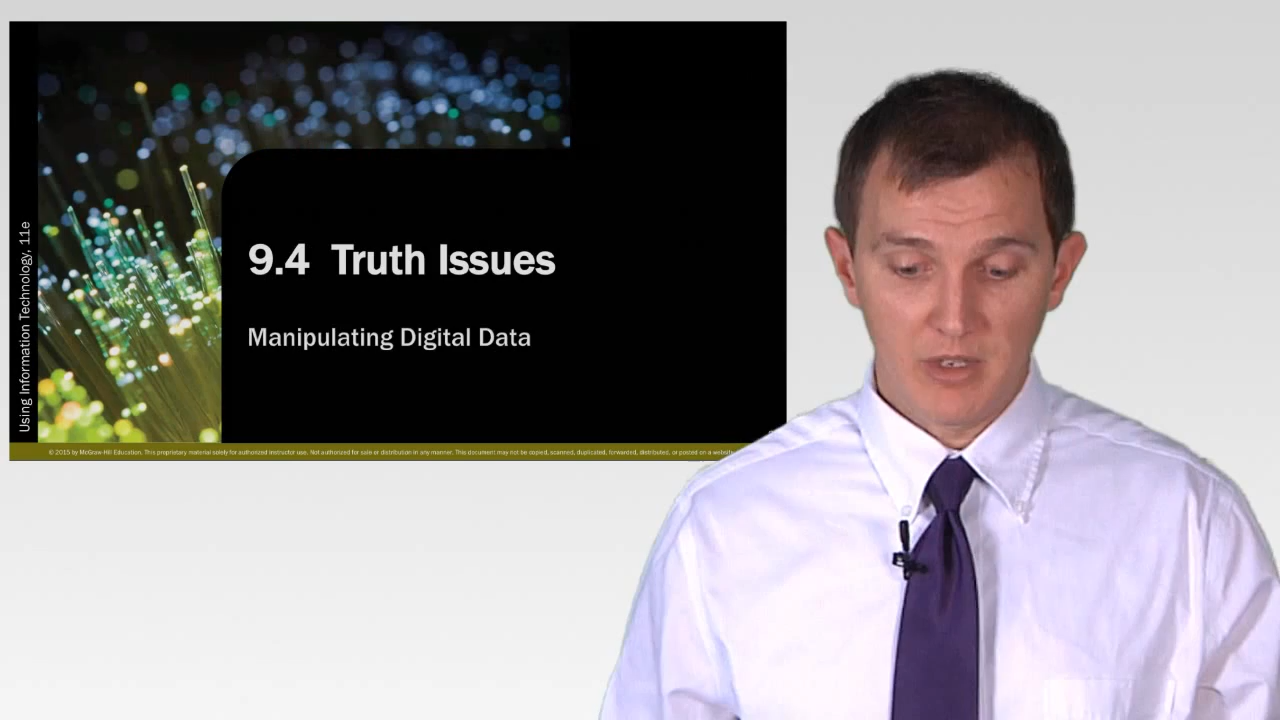 Using Information Technology, 11e
9.4 Truth Issues
Manipulating Digital Data
© 2015 by McGraw-Hill Education. This proprietary material solely for authorized instructor use. Not authorized for sale or distribution in any manner. This document may not be copied, scanned, duplicated, forwarded, distributed, or posted on a website,